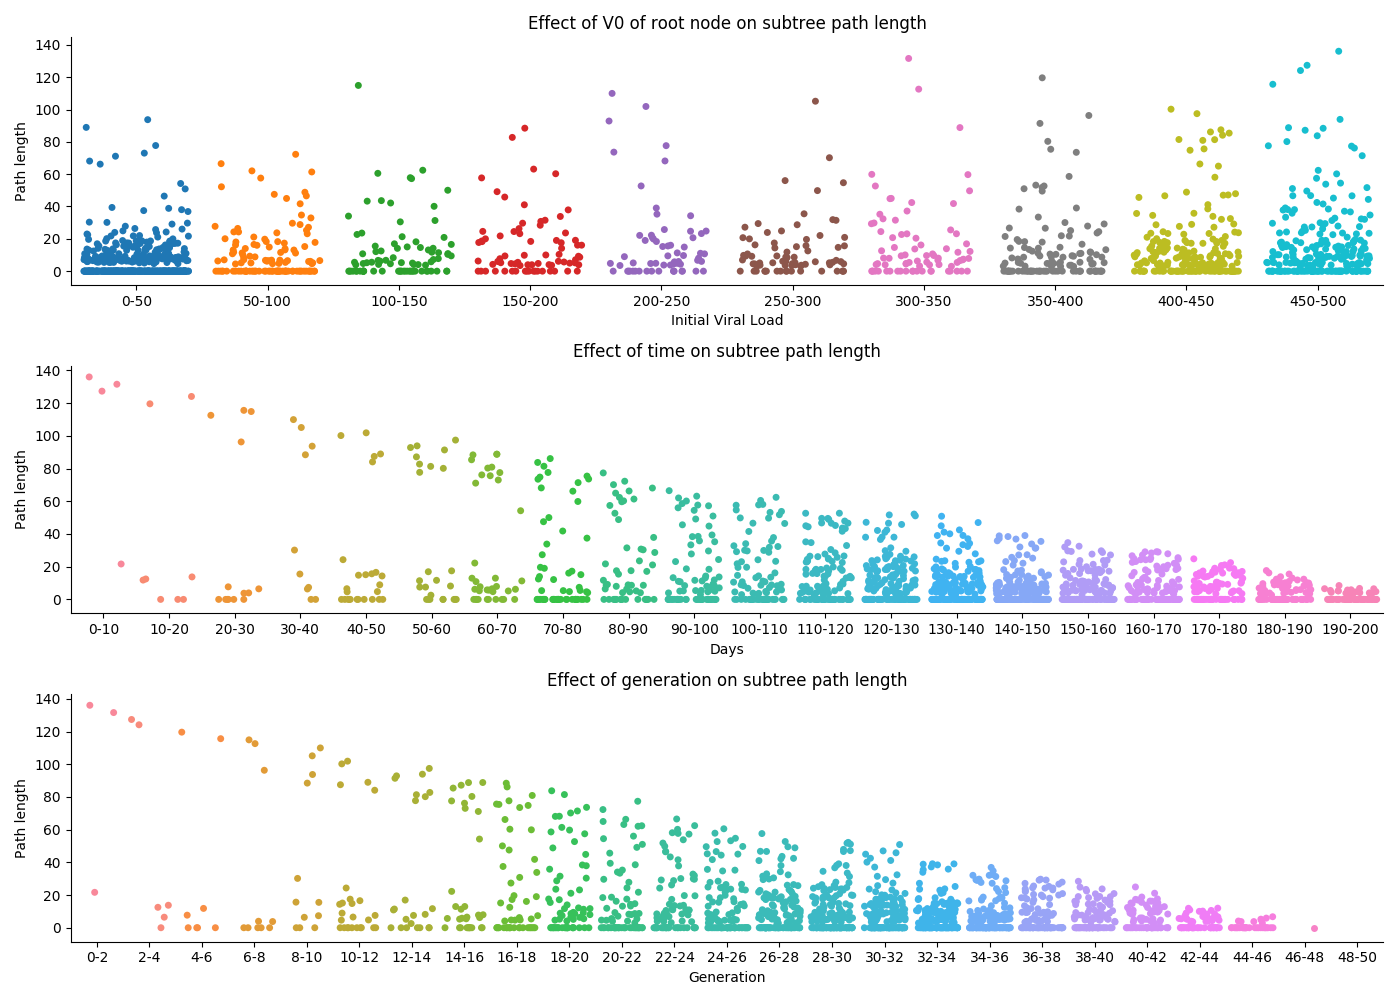 Effect of V0 of root node on subtree path length
140
120
100
80
60
40
20
0
Path length
0-50 50-100 100-150 150-200 200-250 250-300 300-350 350-400 400-450 450-500
Initial Viral Load
Effect of time on subtree path length
140
120
100
80
60
40
20
0
Path length
0-10 10-20 20-30 30-40 40-50 50-60 60-70 70-80 80-90 90-100 100-110 110-120 120-130 130-140 140-150 150-160 160-170 170-180 180-190 190-200
Days
Effect of generation on subtree path length
140
120
100
80
60
40
20
0
Path length
0-2 2-4 4-6 6-8 8-10 10-12 12-14 14-16 16-18 18-20 20-22 22-24 24-26 26-28 28-30 30-32 32-34 34-36 36-38 38-40 40-42 42-44 44-46 46-48 48-50
Generation